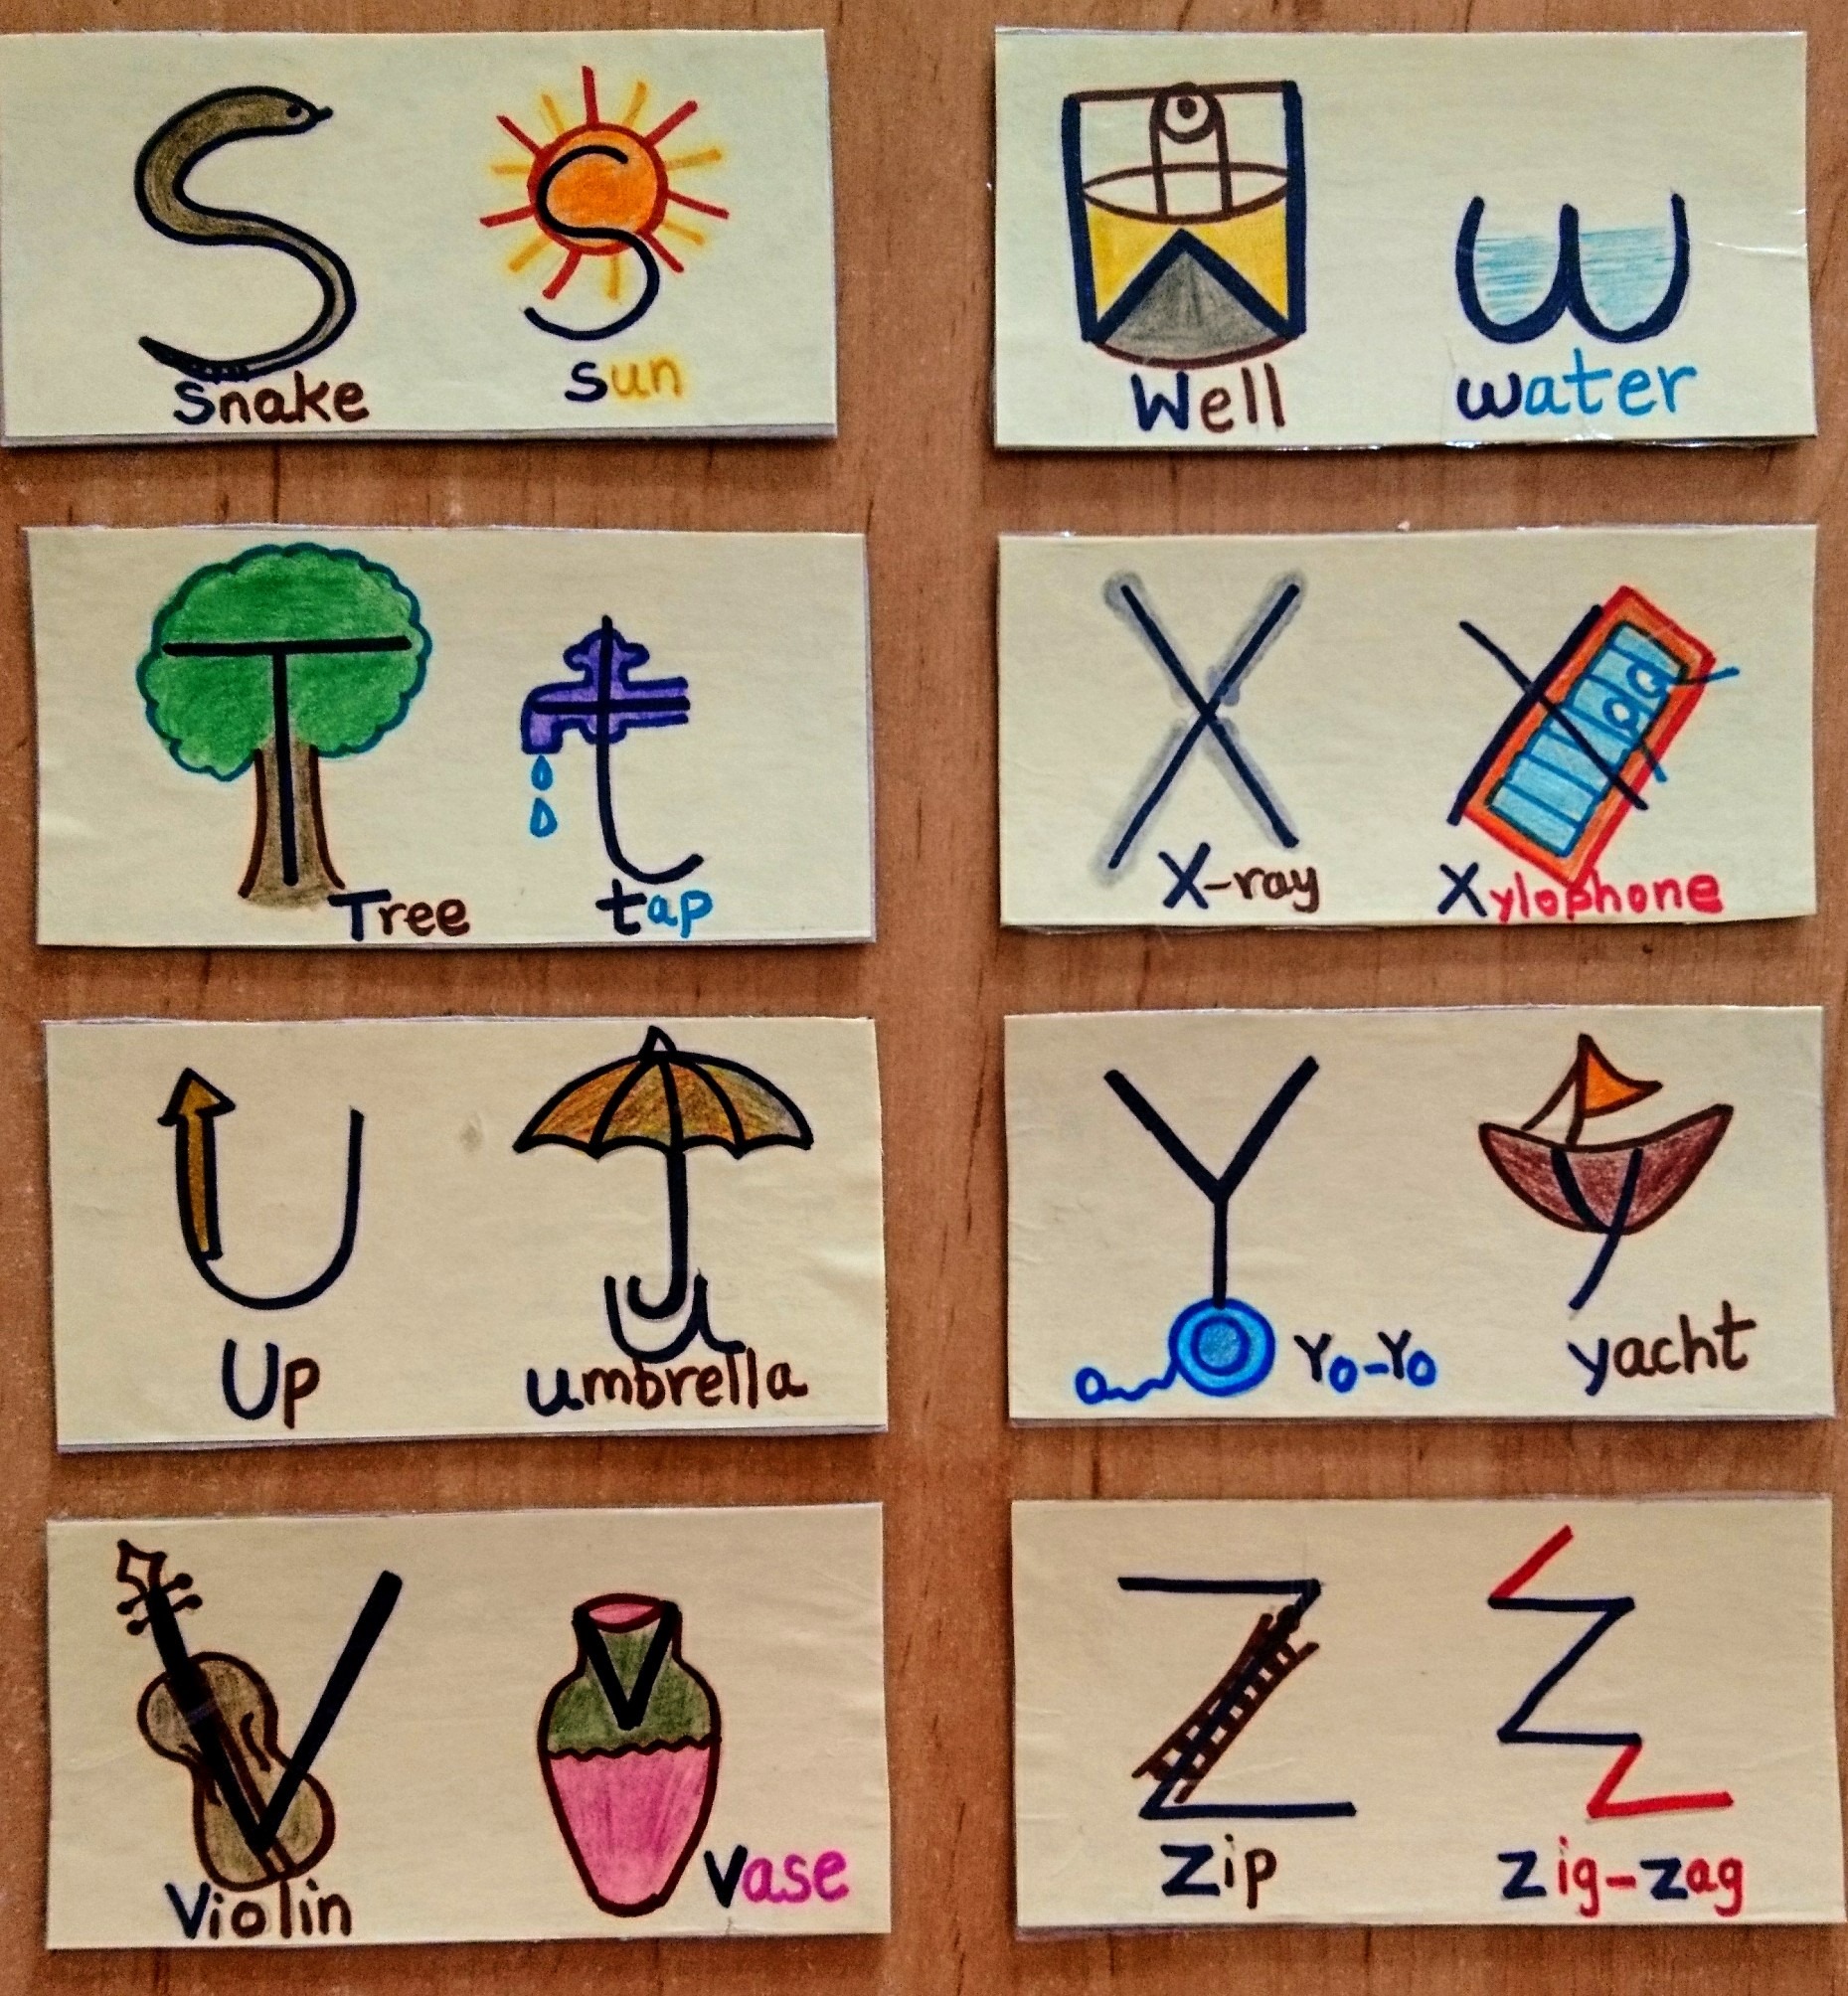 S S
Snake sun
T t
Tree tap
U u
Up umbrella
V V
Violin Vase
W w
Well water
X X
X-ray Xylophone
Y y
Yo-Yo yacht
Z Z
Zip Zig-zag